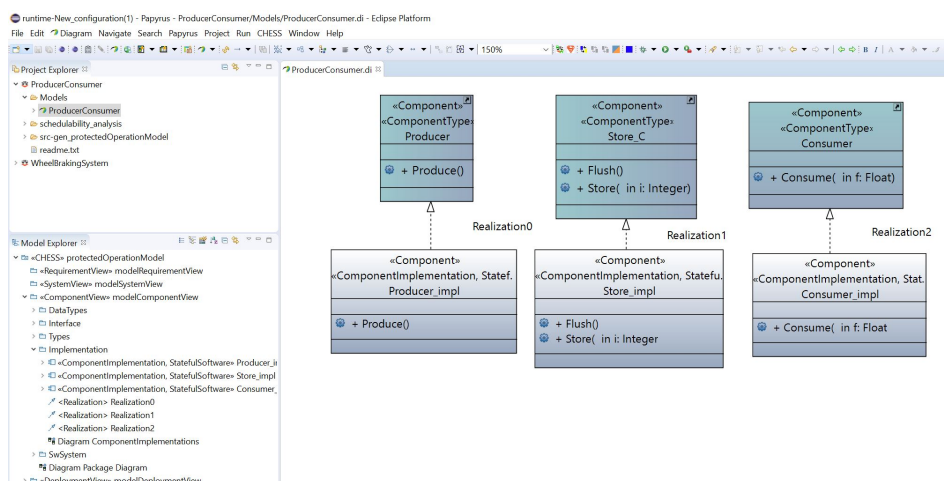 runtime-New_configuration(1) - Papyrus - ProducerConsumer/Models/ProducerConsumer.di - Eclipse Platform
File Edit Diagram Navigate Search Papyrus Project Run CHESS Window Help
150%
B I A
Project Explorer
ProducerConsumer
Models
ProducerConsumer
schedulability_analysis
src-gen_protectedOperationModel
readme.txt
WheelBrakingSystem
Model Explorer
«CHESS» protectedOperationModel
«RequirementView» modelRequirementView
«SystemView» modelSystemView
«ComponentView» modelComponentView
DataTypes
Interface
Types
Implementation
«ComponentImplementation, StatefulSoftware» Producer_i
«ComponentImplementation, StatefulSoftware» Store_impl
«ComponentImplementation, StatefulSoftware» Consumer_
<Realization> Realization0
<Realization> Realization1
<Realization> Realization2
Diagram ComponentImplementations
SwSystem
Diagram Package Diagram
«DeploymentView» modelDeploymentView
ProducerConsumer.di
«Component»
«ComponentType»
Producer
+ Produce()
Realization0
«Component»
«ComponentImplementation, Statef.
Producer_impl
+ Produce()
«Component»
«ComponentType»
Store_C
+ Flush()
+ Store( in i: Integer)
Realization1
«Component»
«ComponentImplementation, Statefu.
Store_impl
+ Flush()
+ Store( in i: Integer
«Component»
«ComponentType»
Consumer
+ Consume( in f: Float)
Realization2
«Component»
«ComponentImplementation, Stat.
Consumer_impl
+ Consume( in f: Float